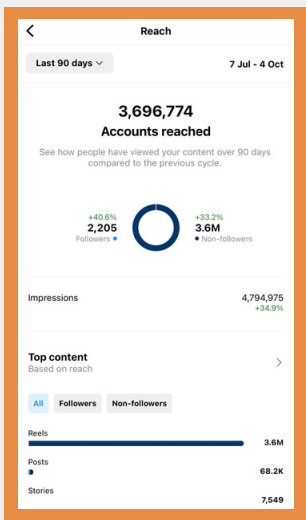 Reach
Last 90 days
7 Jul - 4 Oct
3,696,774
Accounts reached
See how people have viewed your content over 90 days
compared to the previous cycle.
+40.6%
2,205
Followers
+33.2%
3.6M
Non-followers
Impressions
4,794,975
+34.9%
Top content
Based on reach
All Followers Non-followers
Reels
3.6M
Posts
68.2K
Stories
7,549